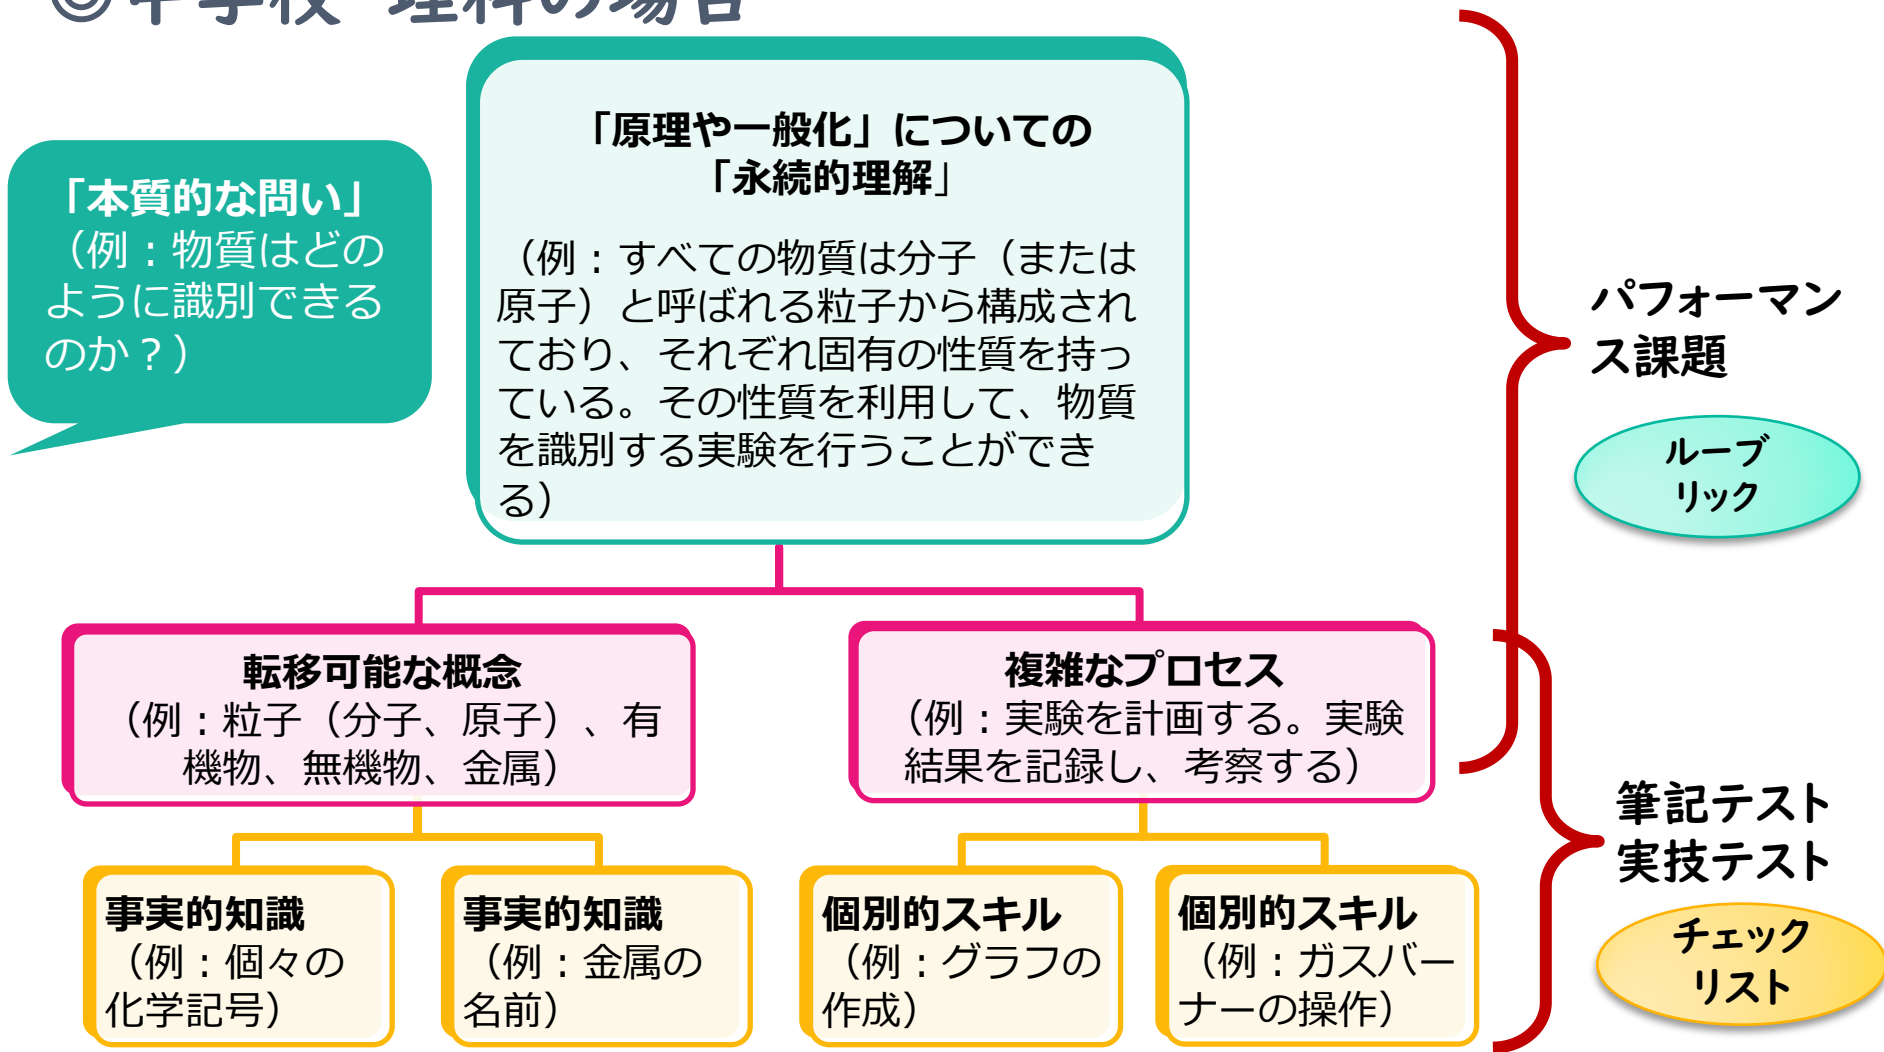 ◎中学校 理科の場合
「原理や一般化」についての
「永続的理解」
（例：すべての物質は分子（または
原子）と呼ばれる粒子から構成され
ており、それぞれ固有の性質を持っ
ている。その性質を利用して、物質
を識別する実験を行うことができ
る）
「本質的な問い」
（例：物質はどの
ように識別できる
のか？）
パフォーマン
ス課題
ルーブ
リック
転移可能な概念
（例：粒子（分子、原子）、有
機物、無機物、金属）
複雑なプロセス
（例：実験を計画する。実験
結果を記録し、考察する）
事実的知識
（例：個々の
化学記号）
事実的知識
（例：金属の
名前）
個別的スキル
（例：グラフの
作成）
個別的スキル
（例：ガスバー
ナーの操作）
筆記テスト
実技テスト
チェック
リスト